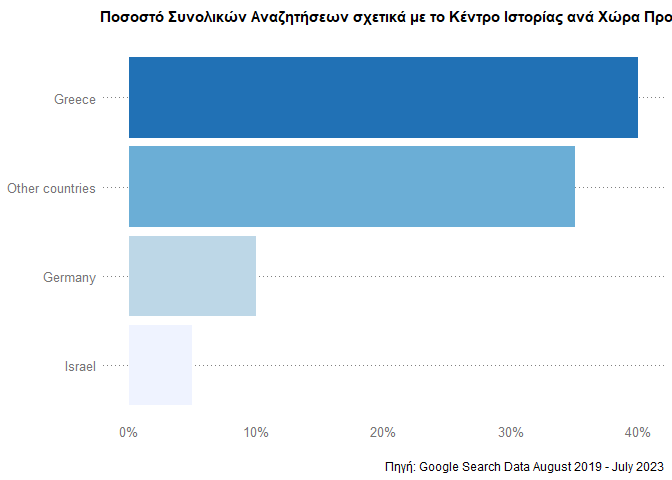 Ποσοστό Συνολικών Αναζητήσεων σχετικά με το Κέντρο Ιστορίας ανά Χώρα Προ
Greece
Other countries
Germany
Israel
0% 10% 20% 30% 40%
Πηγή: Google Search Data August 2019 - July 2023